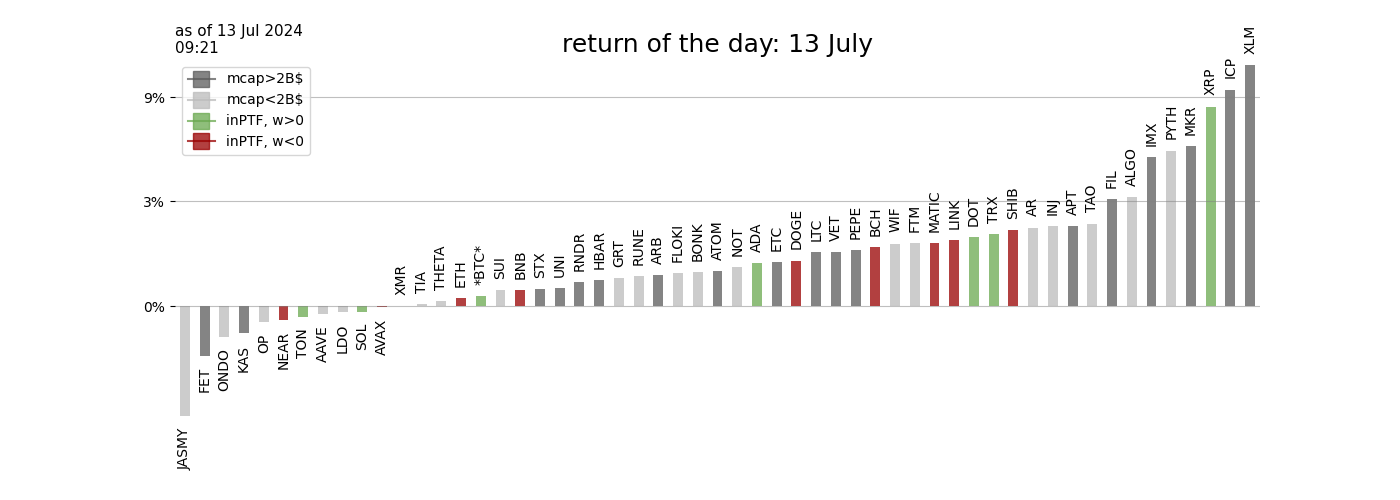 as of 13 Jul 2024
09:21
return of the day: 13 July
mcap>2B$
mcap<2B$
inPTF, w>0
inPTF, w<0
9%
3%
0%
JASMY
FET
ONDO
KAS
OP
NEAR
TON
AAVE
LDO
SOL
AVAX
XMR
TIA
THETA
ETH
*BTC*
SUI
BNB
STX
UNI
RNDR
HBAR
GRT
RUNE
ARB
FLOKI
BONK
ATOM
NOT
ADA
ETC
DOGE
LTC
VET
PEPE
BCH
WIF
FTM
MATIC
LINK
DOT
TRX
SHIB
AR
INJ
APT
TAO
FIL
ALGO
IMX
PYTH
MKR
XRP
ICP
XLM